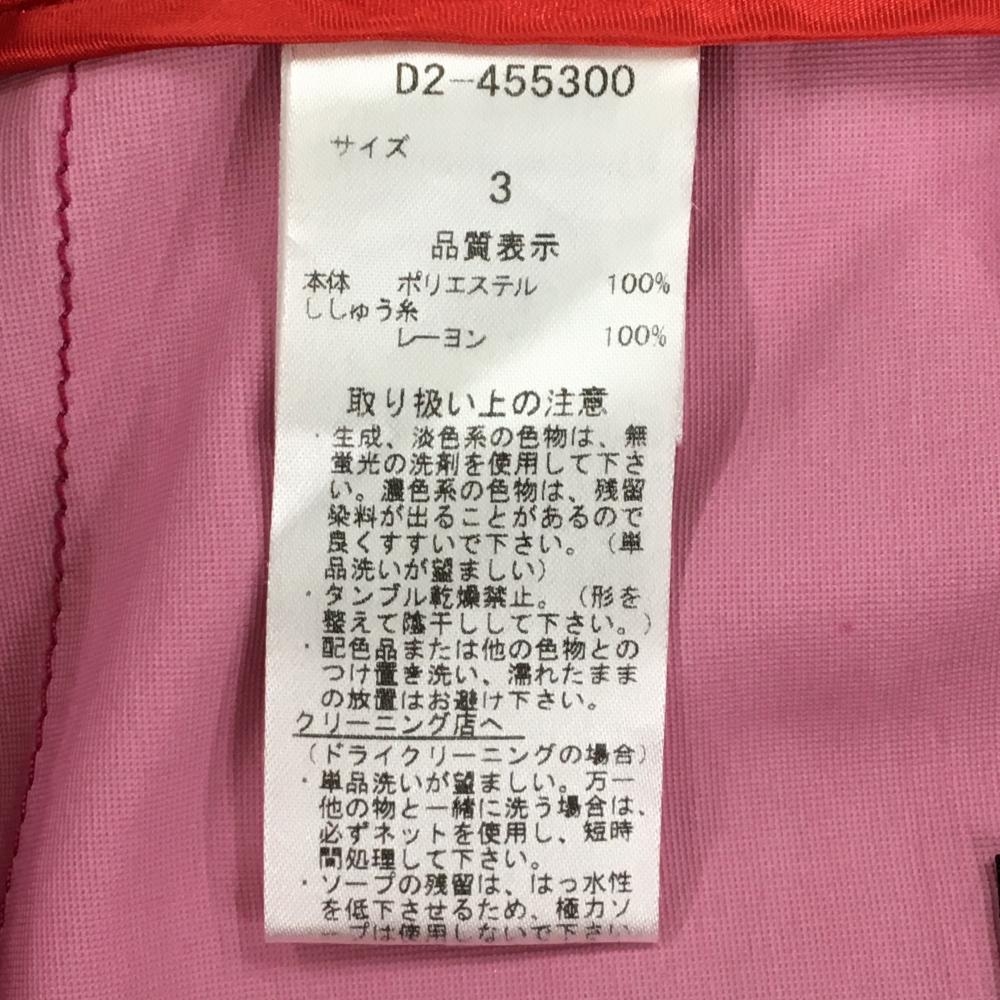 D2-455300
サイズ
3
品質表示
本体 ポリエステル 100%
ししゅう糸
レーヨン 100%
取り扱い上の注意
・生成、淡色系の色物は、無
蛍光の洗剤を使用して下さ
い。濃色系の色物は、残留
染料が出ることがあるので
良くすすいで下さい。（単
品洗いが望ましい）
・タンブル乾燥禁止。（形を
整えて陰干しして下さい。）
・配色品または他の色物との
つけ置き洗い、濡れたまま
の放置はお避け下さい。
クリーニング店へ
（ドライクリーニングの場合）
・単品洗いが望ましい。万一
他の物と一緒に洗う場合は、
必ずネットを使用し、短時
間処理して下さい。
・ソープの残留は、はっ水性
を低下させるため、極力ソ
ープは使用しないで下さい